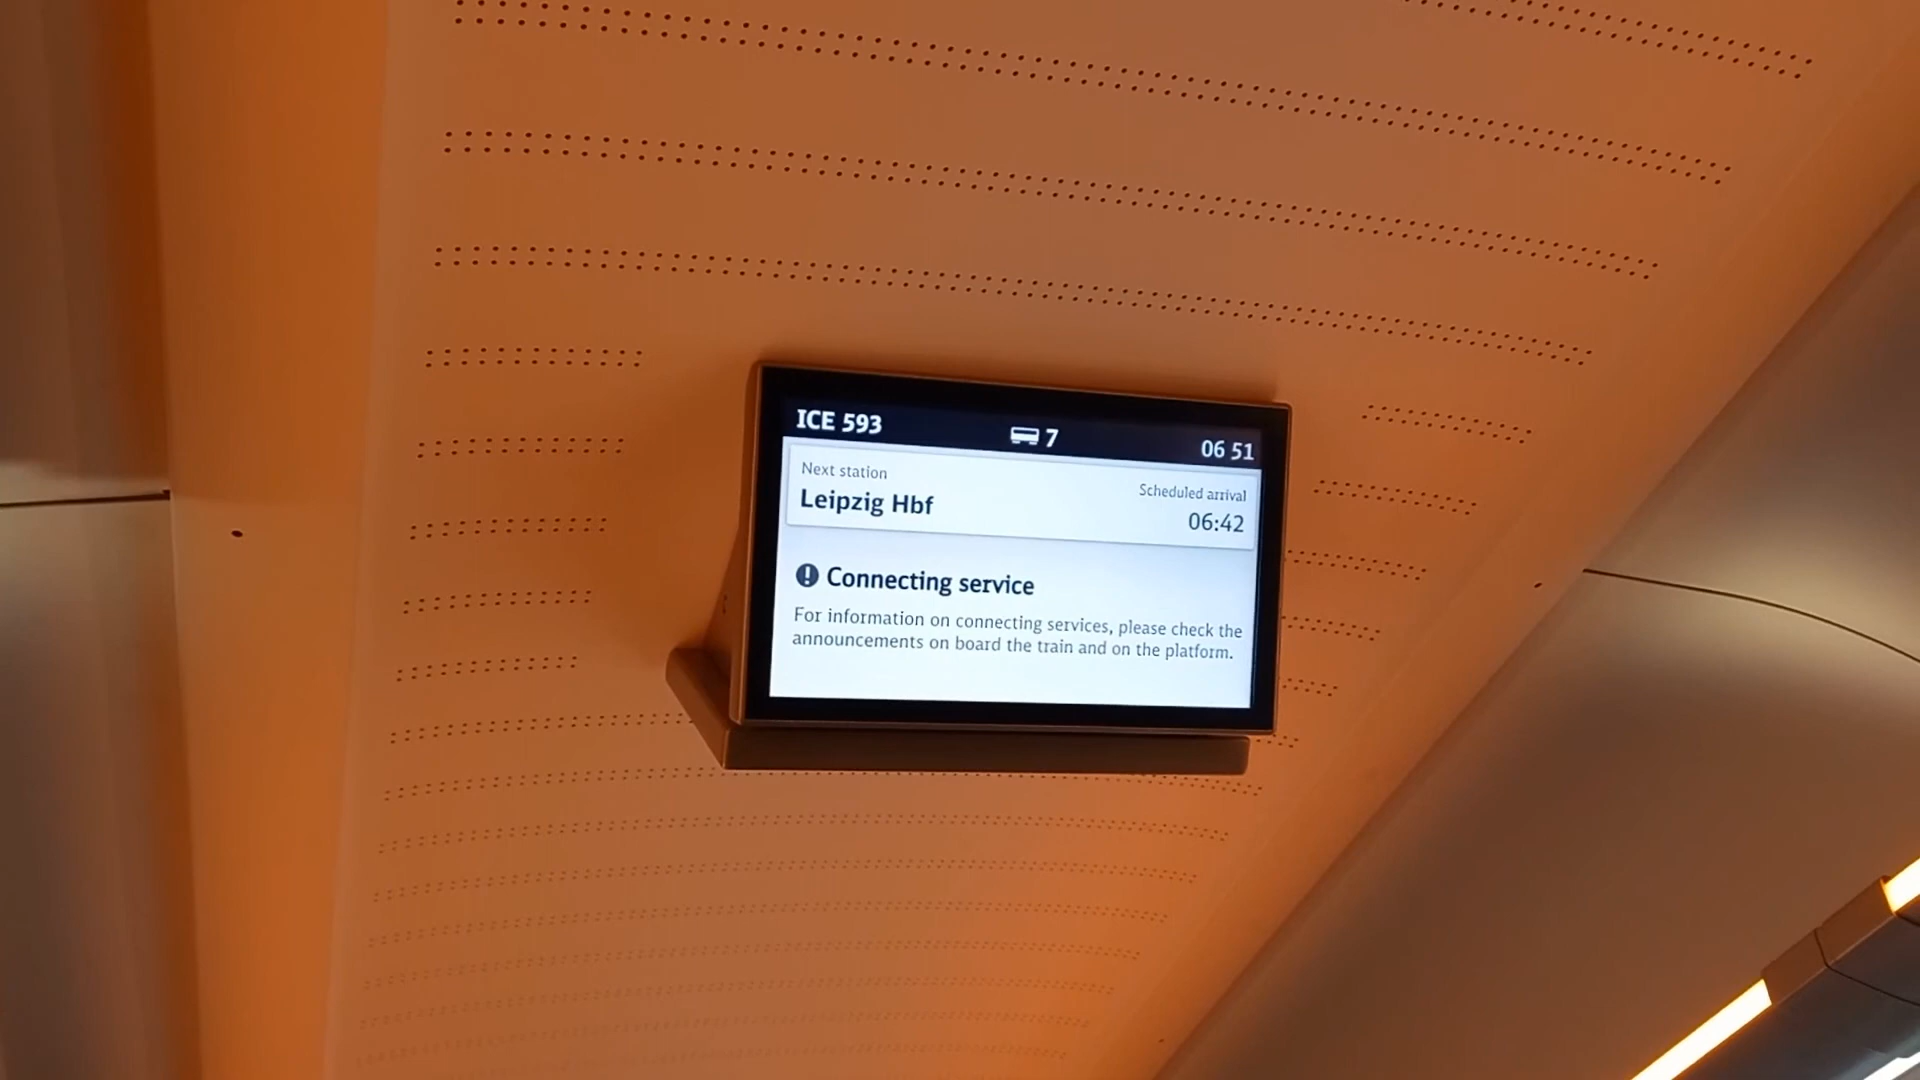 ICE 593 7 06 51
Next station Scheduled arrival
Leipzig Hbf 06:42
Connecting service
For information on connecting services, please check the
announcements on board the train and on the platform.